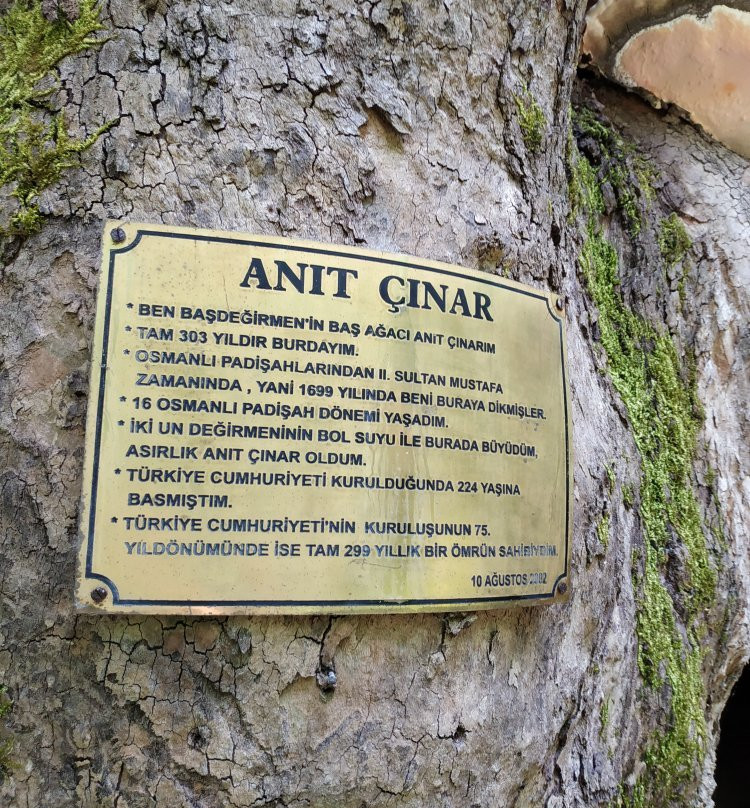 ANIT ÇINAR
* BEN BAŞDEĞİRMEN'İN BAŞ AĞACI ANIT ÇINARIM
* TAM 303 YILDIR BURDAYIM.
* OSMANLI PADİŞAHLARINDAN II. SULTAN MUSTAFA
ZAMANINDA , YANİ 1699 YILINDA BENİ BURAYA DİKMİŞLER.
* 16 OSMANLI PADİŞAH DÖNEMİ YAŞADIM.
* İKİ UN DEĞİRMENİNİN BOL SUYU İLE BURADA BÜYÜDÜM,
ASIRLIK ANIT ÇINAR OLDUM.
* TÜRKİYE CUMHURİYETİ KURULDUĞUNDA 224 YAŞINA
BASMIŞTIM.
* TÜRKİYE CUMHURİYETİ'NİN KURULUŞUNUN 75.
YILDÖNÜMÜNDE İSE TAM 299 YILLIK BİR ÖMRÜN SAHİBİYDİM.
10 AĞUSTOS 2002